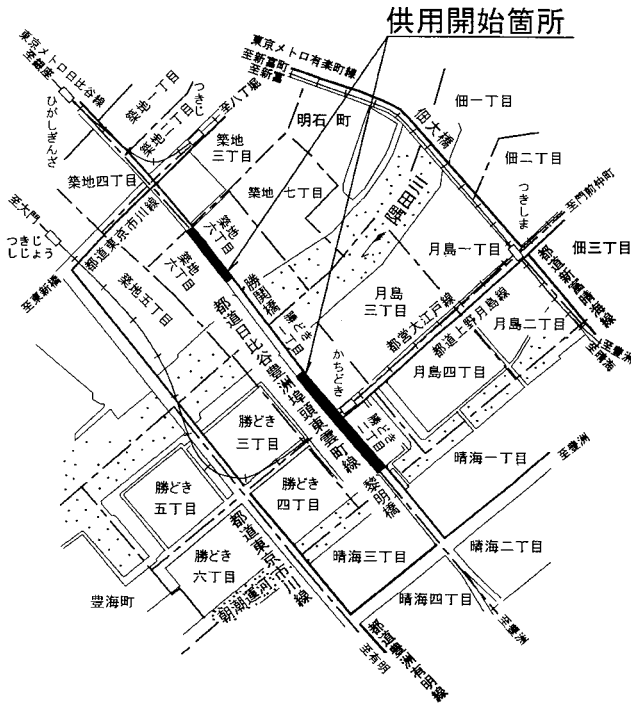 供用開始箇所
東京メトロ日比谷線
至銀座
ひがしぎんざ
築地一丁目
つきじ
築地二丁目
至八丁堀
東京メトロ有楽町線
至新富町
至新富
明石町
佃大橋
佃一丁目
佃二丁目
つきしま
至門前仲町
佃三丁目
築地三丁目
築地四丁目
築地七丁目
隅田川
至大門
つきじしじょう
都道東京市川線
築地六丁目
築地六丁目
築地五丁目
至東新橋
勝鬨橋
月島一丁目
都道新富晴海線
月島三丁目
都営大江戸線
都道上野月島線
月島二丁目
至豊洲
月島四丁目
かちどき
都道日比谷豊洲埠頭東雲町線
勝どき三丁目
黎明橋
晴海一丁目
至豊洲
勝どき五丁目
勝どき四丁目
勝どき六丁目
都道東京市川線
晴海三丁目
晴海二丁目
豊海町
朝潮運河
晴海四丁目
至豊洲
至有明
都道豊洲有明線